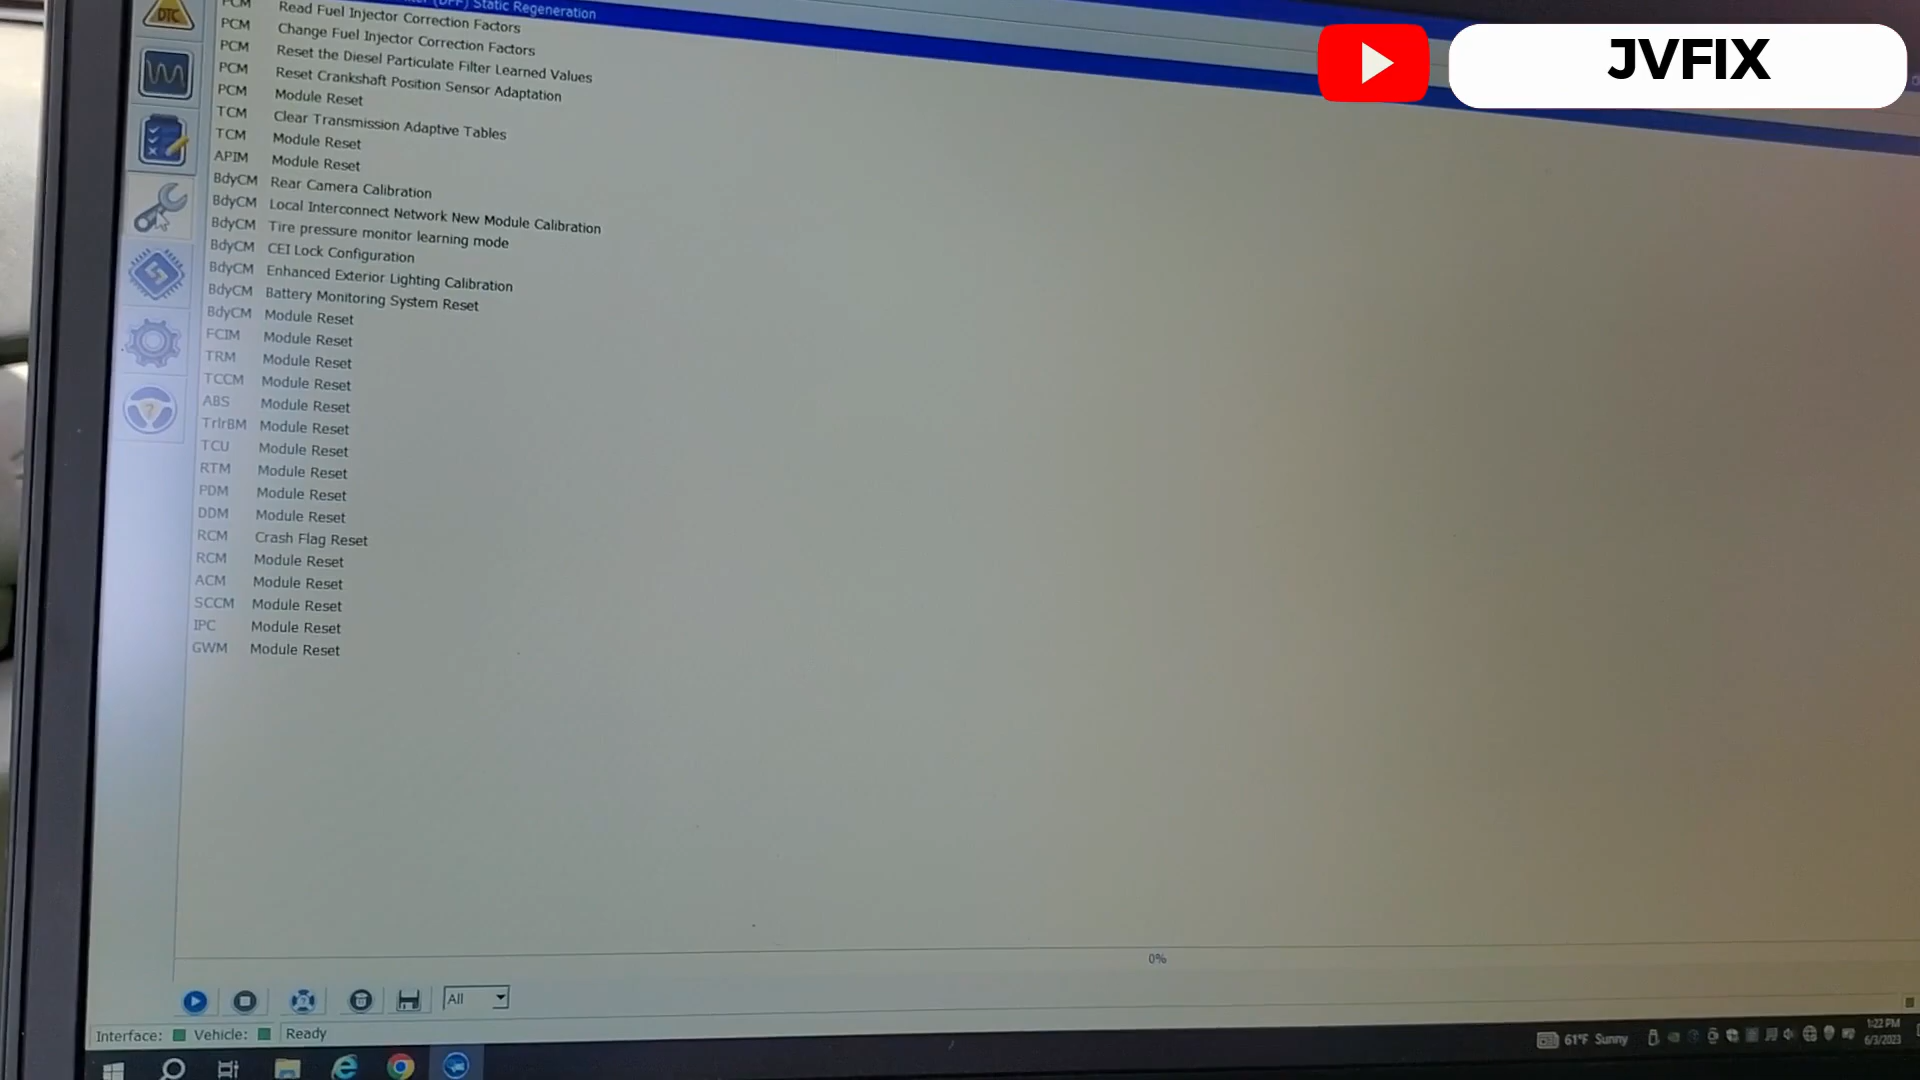 (DPF) Static Regeneration
PCM Read Fuel Injector Correction Factors
PCM Change Fuel Injector Correction Factors
PCM Reset the Diesel Particulate Filter Learned Values
PCM Reset Crankshaft Position Sensor Adaptation
PCM Module Reset
TCM Clear Transmission Adaptive Tables
TCM Module Reset
APIM Module Reset
BdyCM Rear Camera Calibration
BdyCM Local Interconnect Network New Module Calibration
BdyCM Tire pressure monitor learning mode
BdyCM CEI Lock Configuration
BdyCM Enhanced Exterior Lighting Calibration
BdyCM Battery Monitoring System Reset
BdyCM Module Reset
FCIM Module Reset
TRM Module Reset
TCCM Module Reset
ABS Module Reset
TrlrBM Module Reset
TCU Module Reset
RTM Module Reset
PDM Module Reset
DDM Module Reset
RCM Crash Flag Reset
RCM Module Reset
ACM Module Reset
SCCM Module Reset
IPC Module Reset
GWM Module Reset
DTC
JVFIX
0%
All
Interface: Vehicle: Ready
61°F Sunny
1:22 PM
6/3/2023